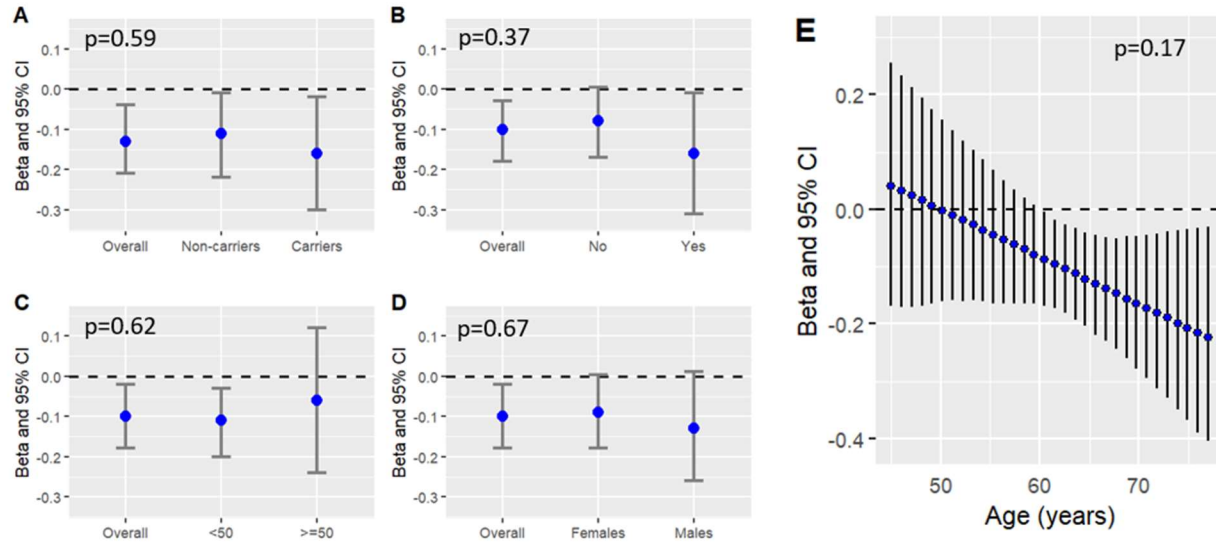 A
p=0.59
Beta and 95% CI
0.1
0.0
-0.1
-0.2
-0.3
Overall Non-carriers Carriers
B
p=0.37
Beta and 95% CI
0.1
0.0
-0.1
-0.2
-0.3
Overall No Yes
C
p=0.62
Beta and 95% CI
0.1
0.0
-0.1
-0.2
-0.3
Overall <50 >=50
D
p=0.67
Beta and 95% CI
0.1
0.0
-0.1
-0.2
-0.3
Overall Females Males
E
p=0.17
Beta and 95% CI
0.2
0.0
-0.2
-0.4
50 60 70
Age (years)